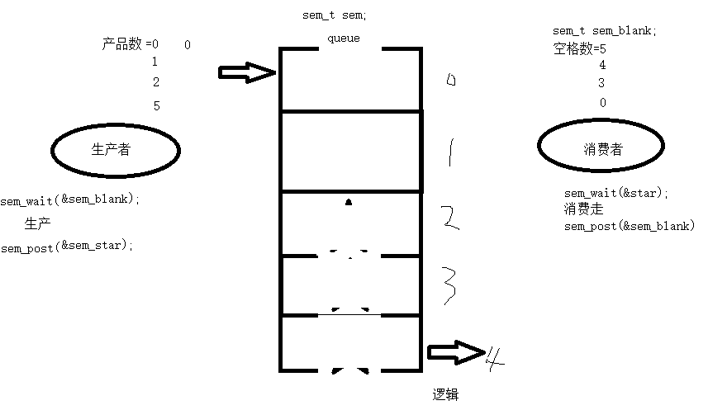 sem_t sem;
queue
产品数 =0 0
1
2
5
生产者
sem_wait(&sem_blank);
生产
sem_post(&sem_star);
0
1
2
3
4
sem_t sem_blank;
空格数=5
4
3
0
消费者
sem_wait(&star);
消费走
sem_post(&sem_blank)
逻辑